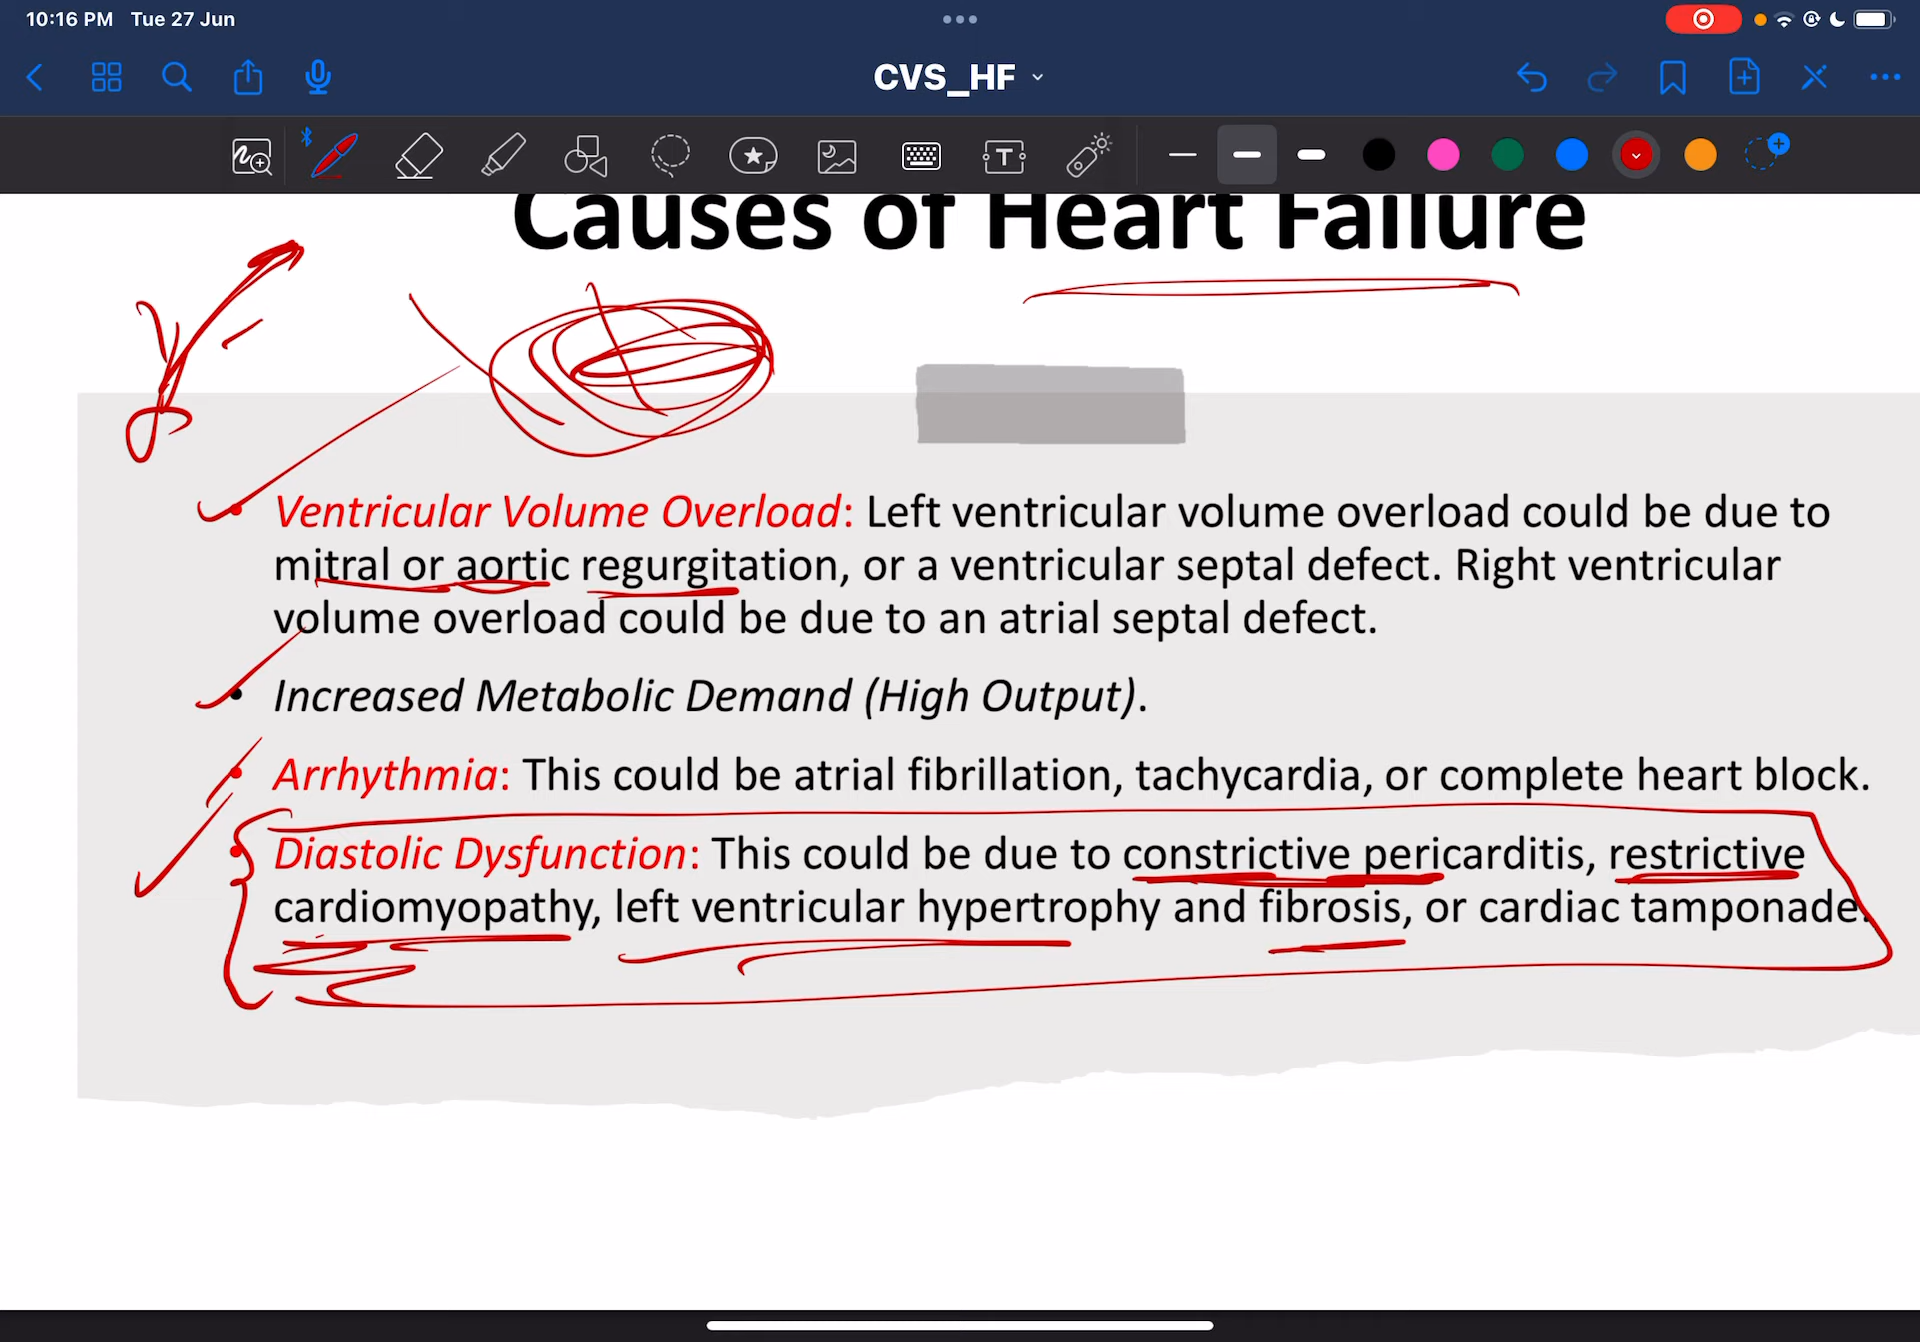 10:16 PM Tue 27 Jun
CVS_HF
Causes of Heart Failure
• Ventricular Volume Overload: Left ventricular volume overload could be due to
mitral or aortic regurgitation, or a ventricular septal defect. Right ventricular
volume overload could be due to an atrial septal defect.
• Increased Metabolic Demand (High Output).
• Arrhythmia: This could be atrial fibrillation, tachycardia, or complete heart block.
• Diastolic Dysfunction: This could be due to constrictive pericarditis, restrictive
cardiomyopathy, left ventricular hypertrophy and fibrosis, or cardiac tamponade.